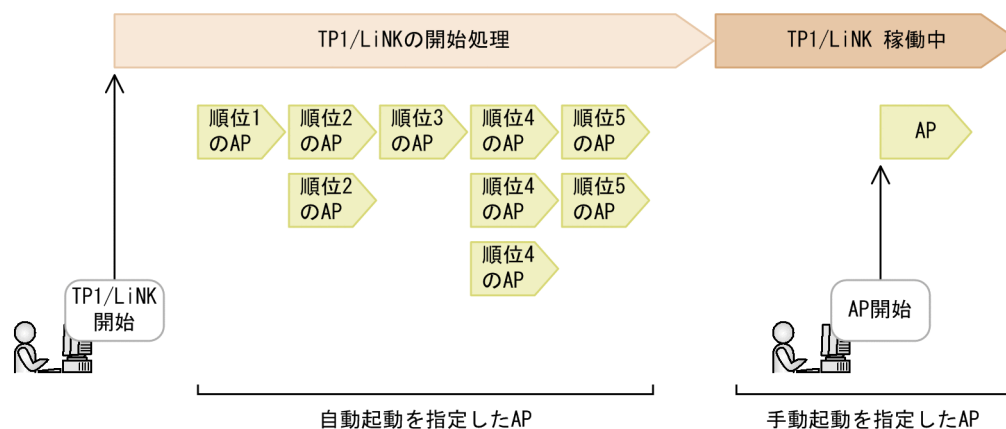 TP1/LiNKの開始処理
TP1/LiNK 稼働中
順位1
のAP
順位2
のAP
順位3
のAP
順位4
のAP
順位5
のAP
AP
順位2
のAP
順位4
のAP
順位5
のAP
順位4
のAP
TP1/LiNK
開始
AP開始
自動起動を指定したAP
手動起動を指定したAP